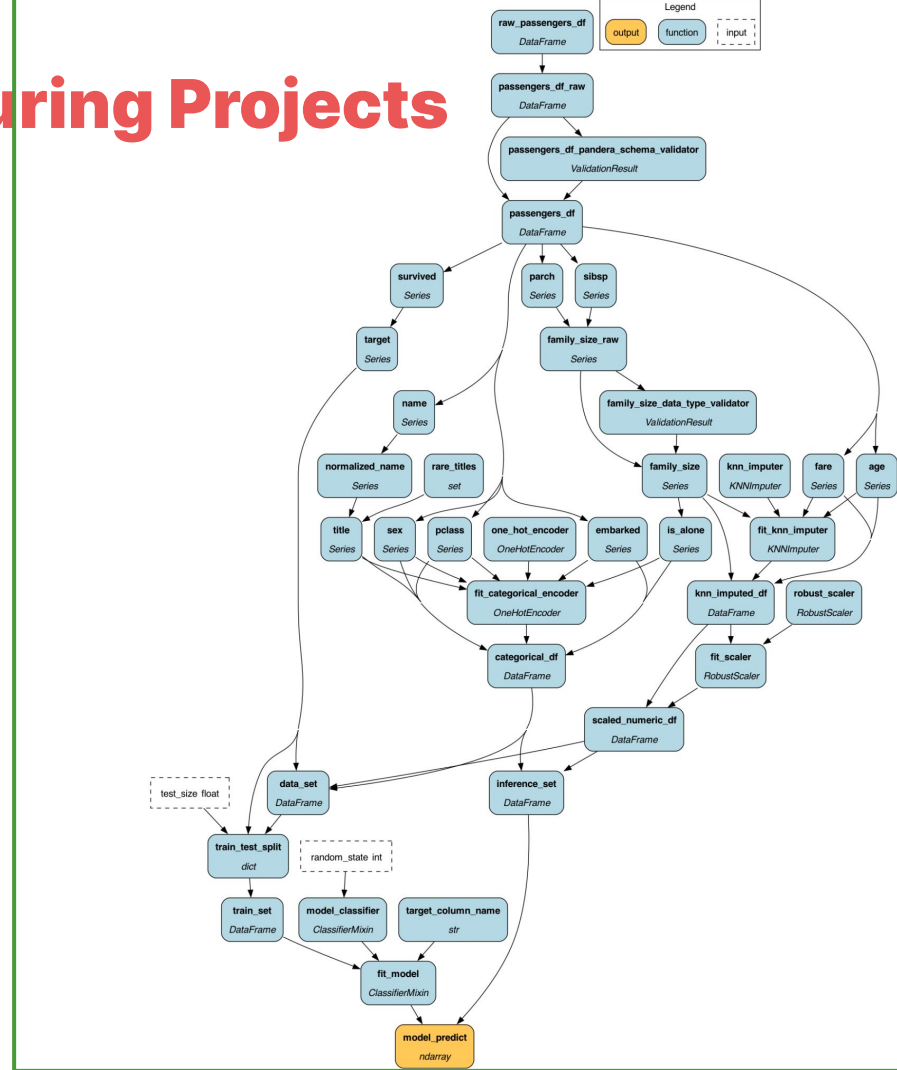 Legend
output function input
raw_passengers_df
DataFrame
uring Projects
passengers_df_raw
DataFrame
passengers_df_pandera_schema_validator
ValidationResult
passengers_df
DataFrame
survived
Series
parch
Series
sibsp
Series
target
Series
family_size_raw
Series
name
Series
family_size_data_type_validator
ValidationResult
normalized_name
Series
rare_titles
set
family_size
Series
knn_imputer
KNNImputer
fare
Series
age
Series
title
Series
sex
Series
pclass
Series
one_hot_encoder
OneHotEncoder
embarked
Series
is_alone
Series
fit_knn_imputer
KNNImputer
fit_categorical_encoder
OneHotEncoder
knn_imputed_df
DataFrame
robust_scaler
RobustScaler
categorical_df
DataFrame
fit_scaler
RobustScaler
scaled_numeric_df
DataFrame
test_size float
data_set
DataFrame
inference_set
DataFrame
train_test_split
dict
random_state int
train_set
DataFrame
model_classifier
ClassifierMixin
target_column_name
str
fit_model
ClassifierMixin
model_predict
ndarray